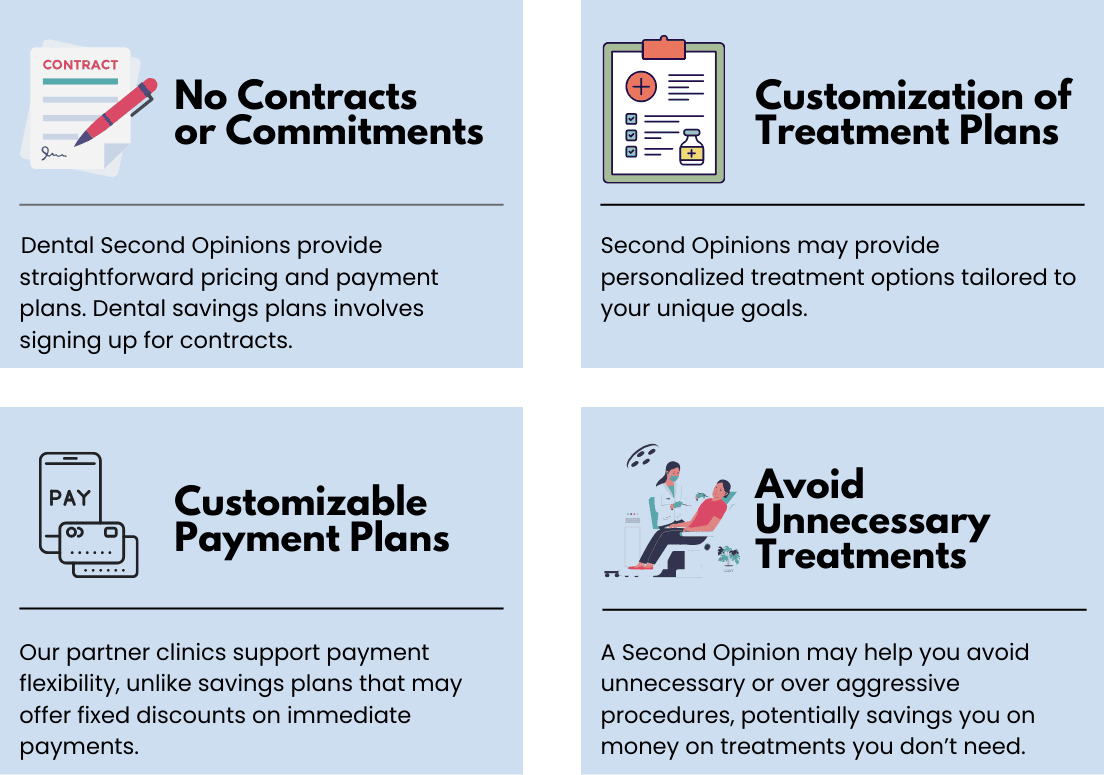 CONTRACT
No Contracts
or Commitments
Dental Second Opinions provide
straightforward pricing and payment
plans. Dental savings plans involves
signing up for contracts.
Customization of
Treatment Plans
Second Opinions may provide
personalized treatment options tailored to
your unique goals.
PAY
Customizable
Payment Plans
Our partner clinics support payment
flexibility, unlike savings plans that may
offer fixed discounts on immediate
payments.
Avoid
Unnecessary
Treatments
A Second Opinion may help you avoid
unnecessary or over aggressive
procedures, potentially savings you on
money on treatments you don’t need.